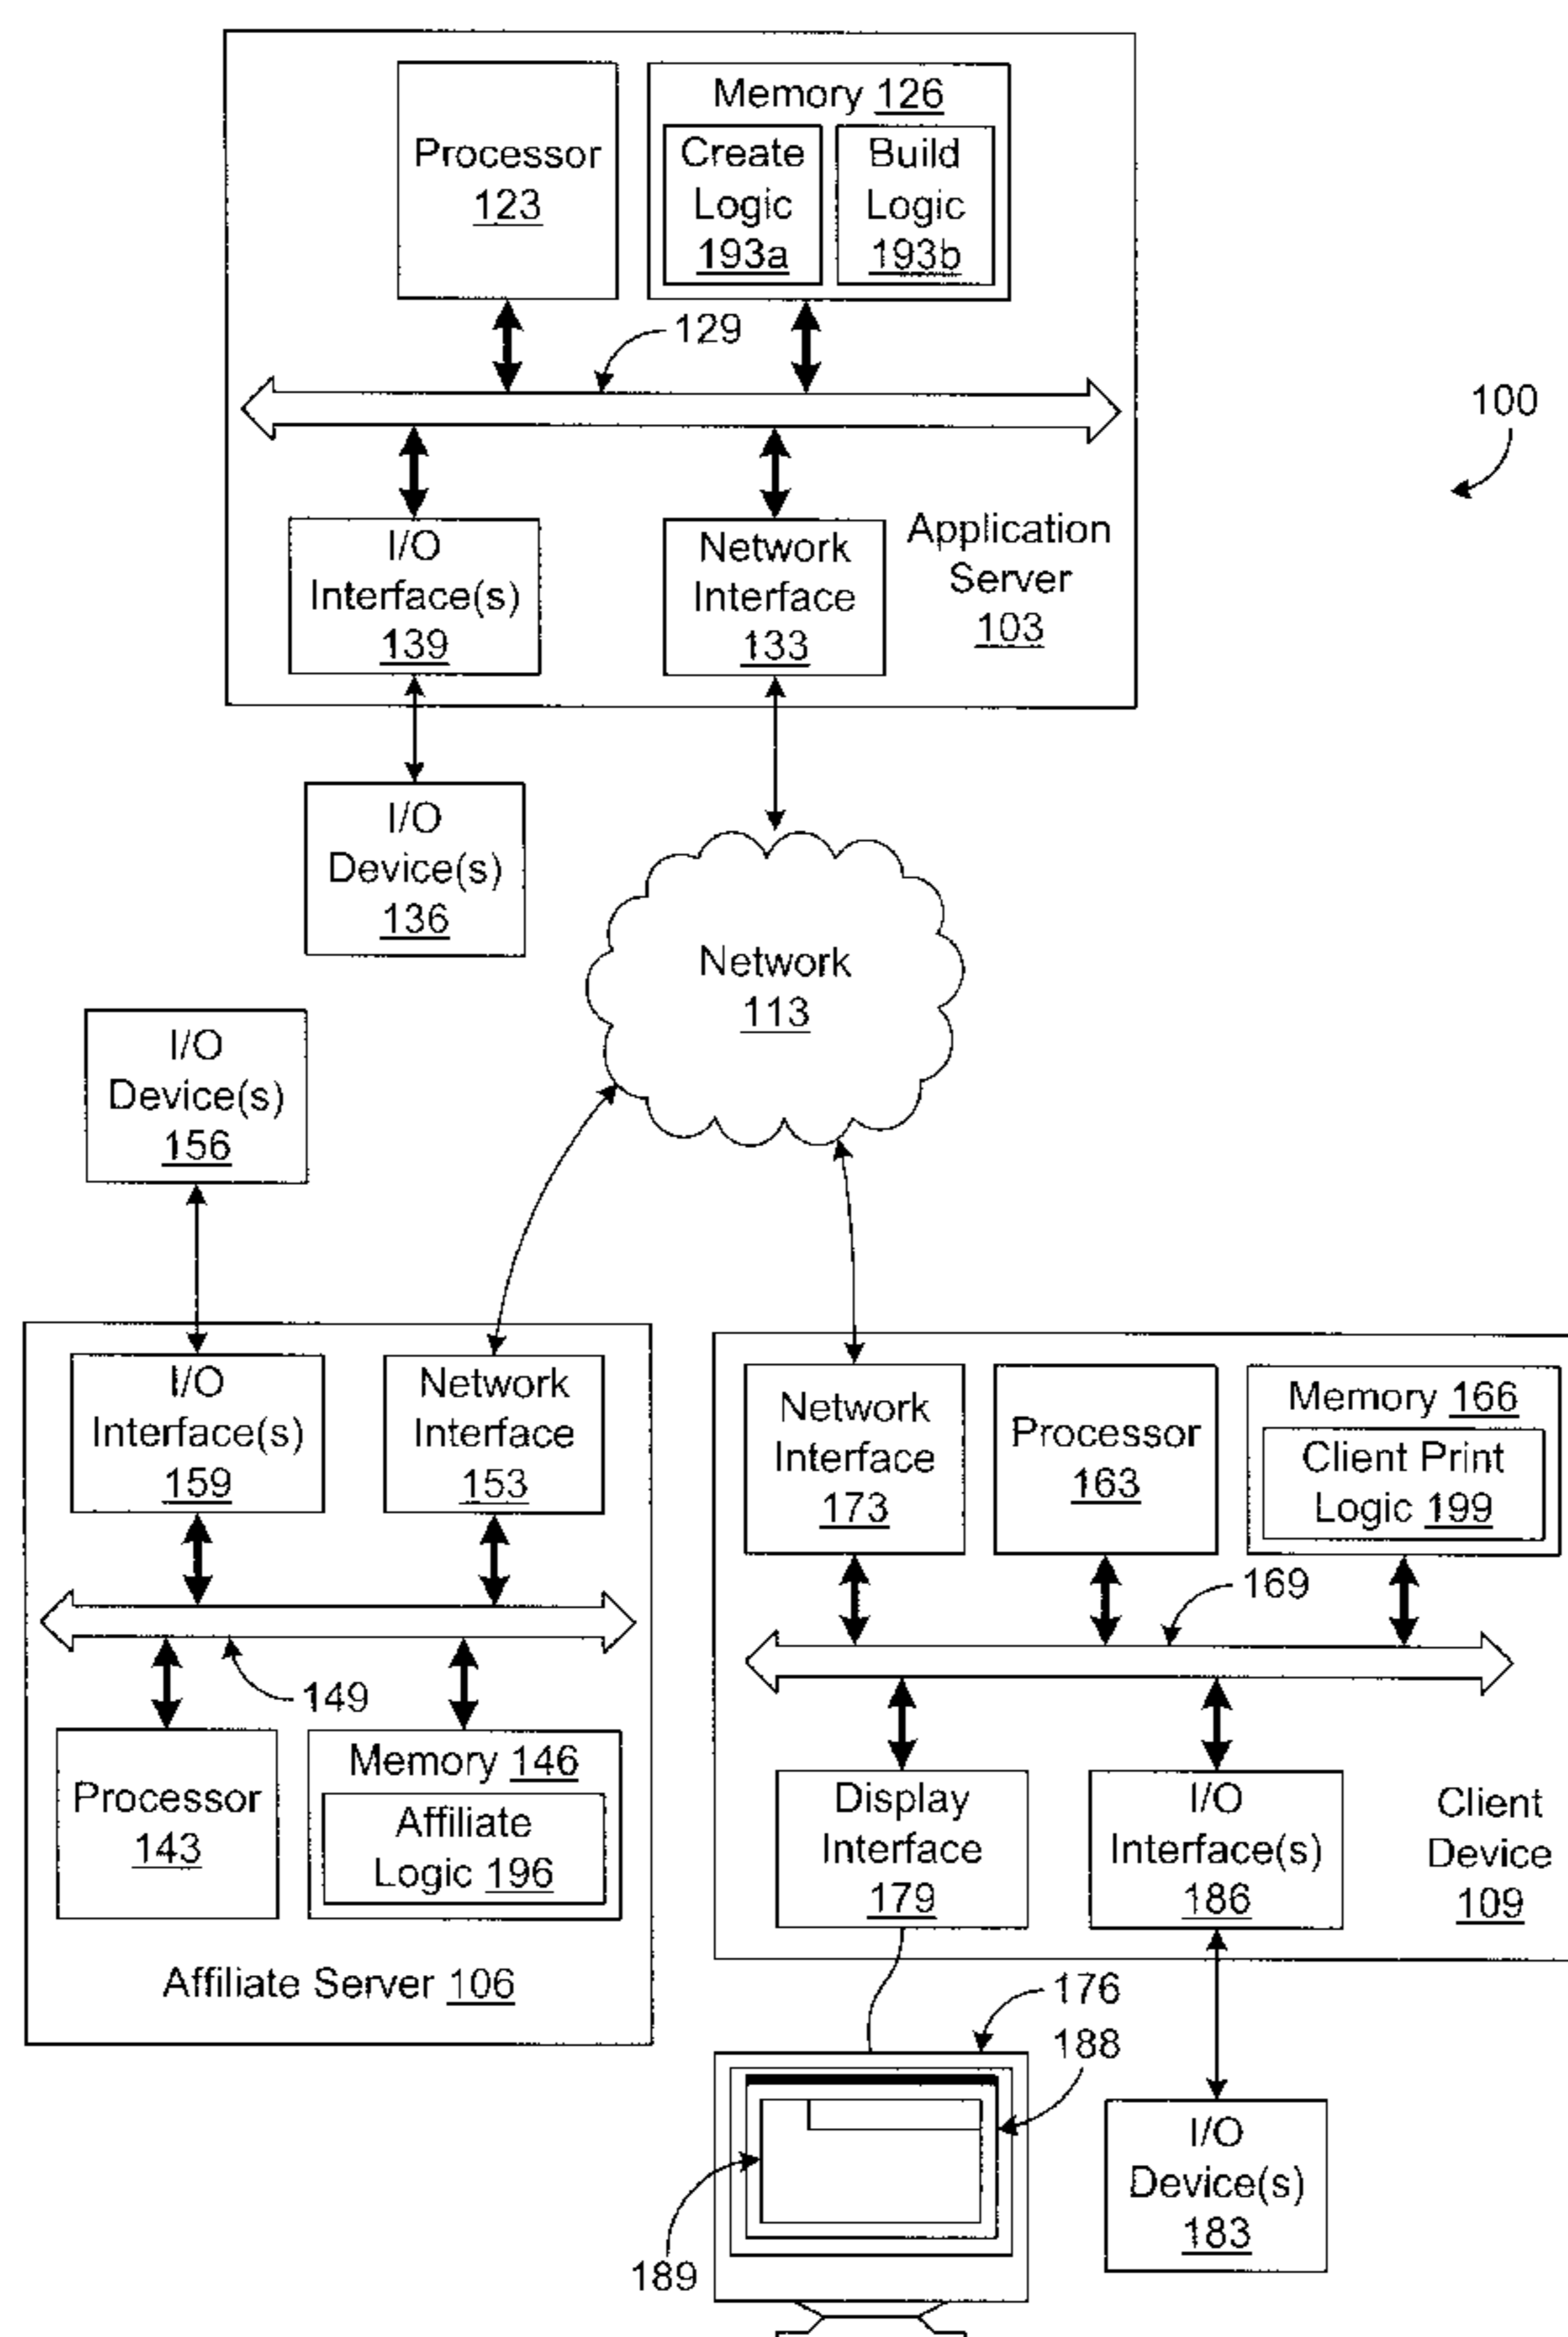 Processor
123
Memory 126
Create
Logic
193a
Build
Logic
193b
129
100
I/O
Interface(s)
139
Network
Interface
133
Application
Server
103
I/O
Device(s)
136
Network
113
I/O
Device(s)
156
I/O
Interface(s)
159
Network
Interface
153
149
Processor
143
Memory 146
Affiliate
Logic 196
Affiliate Server 106
Network
Interface
173
Processor
163
Memory 166
Client Print
Logic 199
169
Display
Interface
179
I/O
Interface(s)
186
Client
Device
109
176
188
189
I/O
Device(s)
183